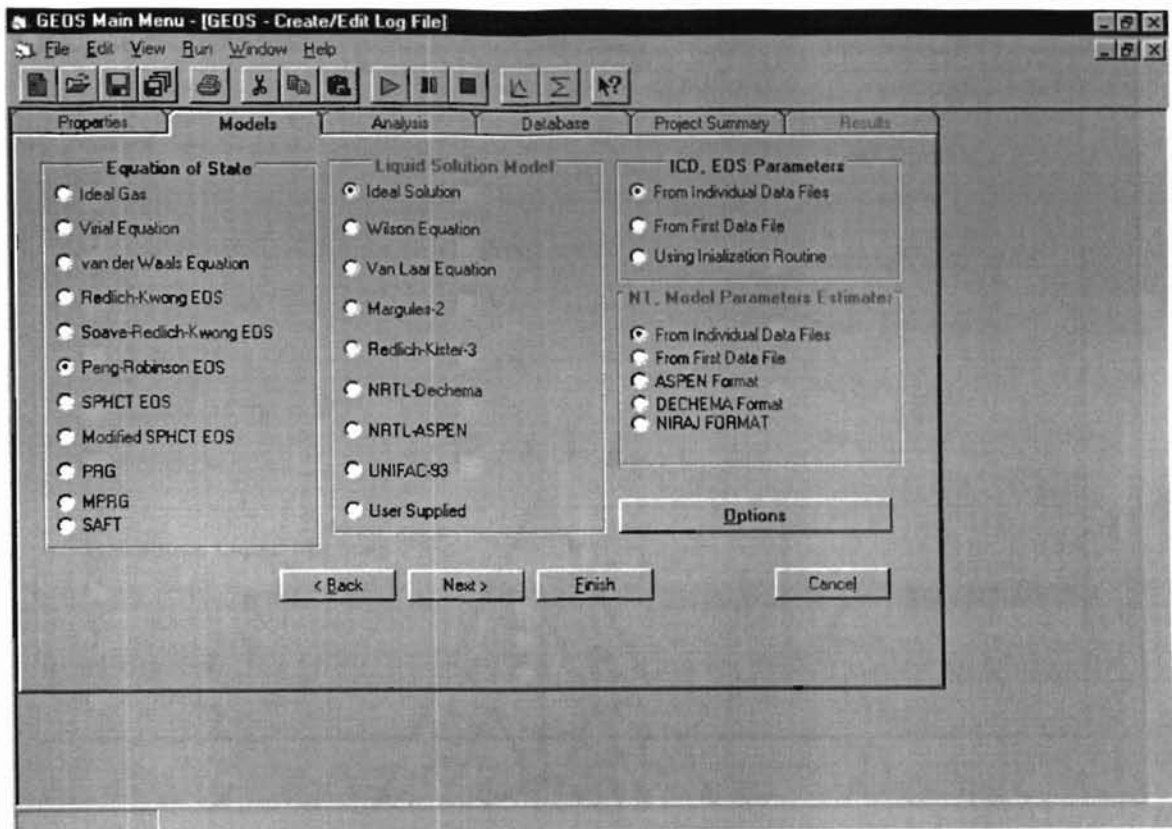 GEOS Main Menu - [GEOS - Create/Edit Log File]
File Edit View Run Window Help
Properties Models Analysis Database Project Summary Results
Equation of State
Ideal Gas
Virial Equation
van der Waals Equation
Redlich-Kwong EOS
Soave-Redlich-Kwong EOS
Peng-Robinson EOS
SPHCT EOS
Modified SPHCT EOS
PRG
MPRG
SAFT
Liquid Solution Model
Ideal Solution
Wilson Equation
Van Laar Equation
Margules-2
Redlich-Kister-3
NRTL-Dechema
NRTL-ASPEN
UNIFAC-93
User Supplied
ICD, EOS Parameters
From Individual Data Files
From First Data File
Using Inialization Routine
NT, Model Parameters Estimates
From Individual Data Files
From First Data File
ASPEN Format
DECHEMA Format
NIRAJ FORMAT
Options
< Back Next > Finish Cancel